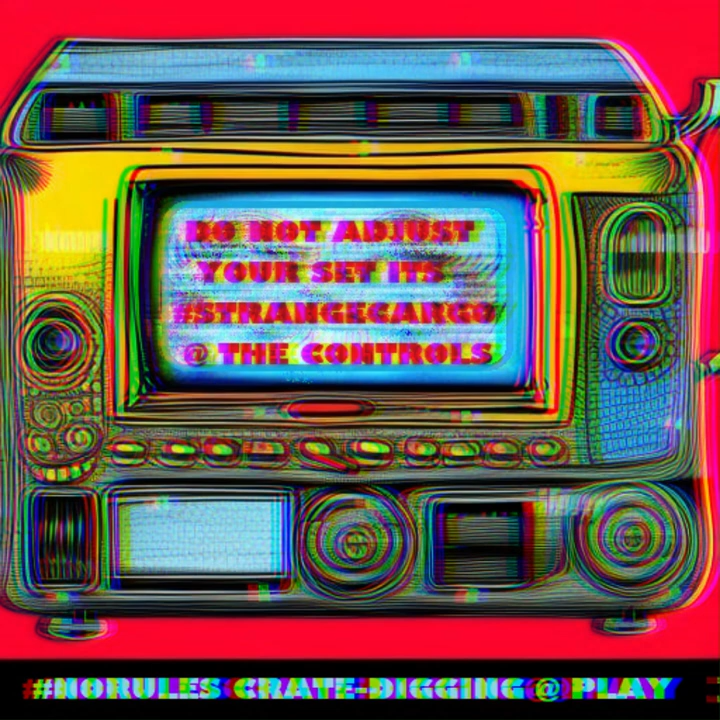 DO NOT ADJUST
YOUR SET ITS
#STRANGECARGO
@ THE CONTROLS
#NORULES CRATE-DIGGING @ PLAY